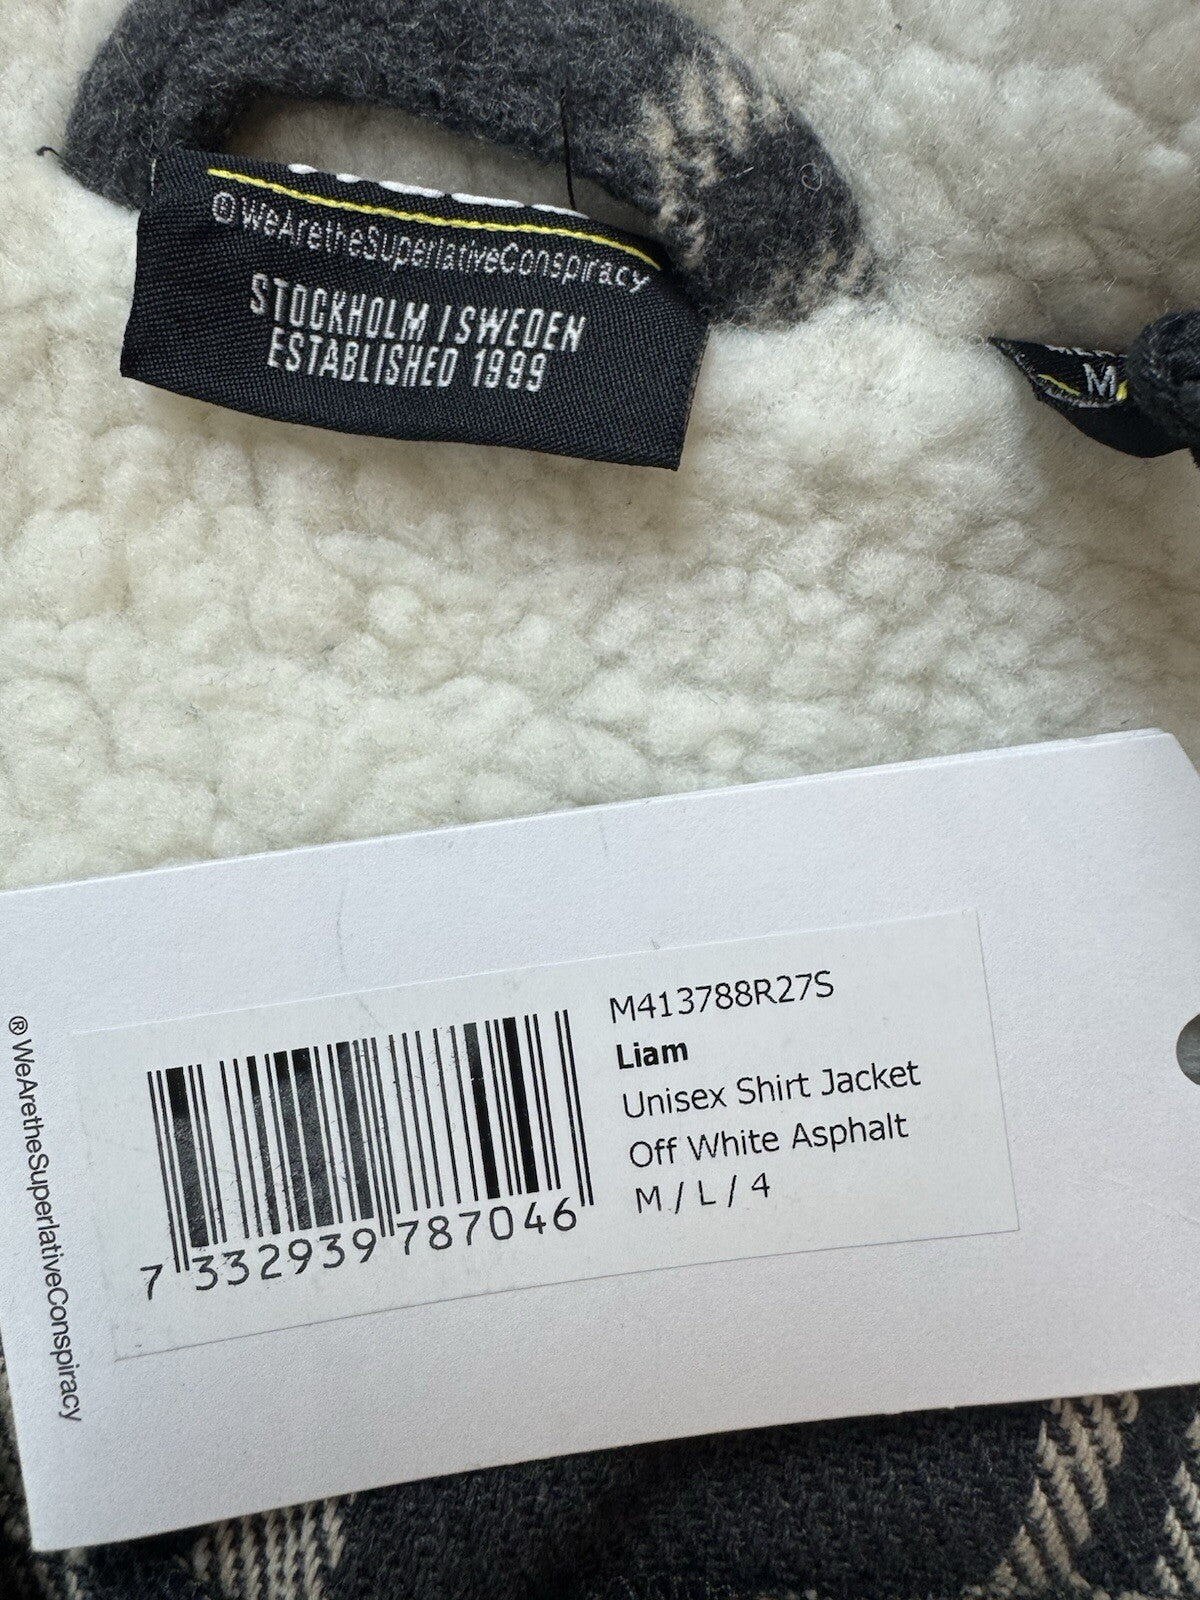 ®WeAretheSuperlativeConspiracy
STOCKHOLM / SWEDEN
ESTABLISHED 1999
M
M413788R27S
Liam
Unisex Shirt Jacket
Off White Asphalt
M / L / 4
7 332939 787046
® WeAretheSuperlativeConspiracy